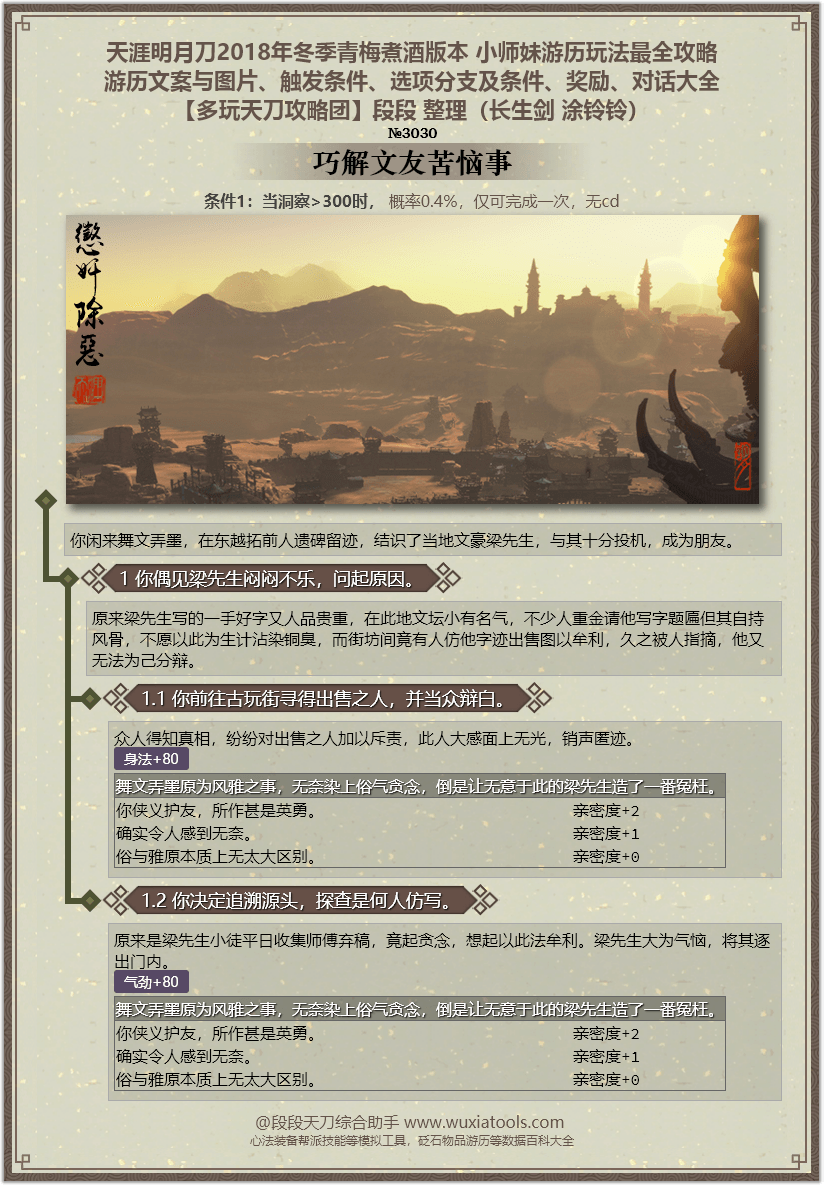 天涯明月刀2018年冬季青梅煮酒版本 小师妹游历玩法最全攻略
游历文案与图片、触发条件、选项分支及条件、奖励、对话大全
【多玩天刀攻略团】段段 整理（长生剑 涂铃铃）
№3030
巧解文友苦恼事
条件1：当洞察>300时， 概率0.4%，仅可完成一次，无cd
懲奸除惡
你闲来舞文弄墨，在东越拓前人遗碑留迹，结识了当地文豪梁先生，与其十分投机，成为朋友。
1 你偶见梁先生闷闷不乐，问起原因。
原来梁先生写的一手好字又人品贵重，在此地文坛小有名气，不少人重金请他写字题匾但其自持
风骨，不愿以此为生计沾染铜臭，而街坊间竟有人仿他字迹出售图以牟利，久之被人指摘，他又
无法为己分辩。
1.1 你前往古玩街寻得出售之人，并当众辩白。
众人得知真相，纷纷对出售之人加以斥责，此人大感面上无光，销声匿迹。
身法+80
舞文弄墨原为风雅之事，无奈染上俗气贪念，倒是让无意于此的梁先生造了一番冤枉。
你侠义护友，所作甚是英勇。 亲密度+2
确实令人感到无奈。 亲密度+1
俗与雅原本质上无太大区别。 亲密度+0
1.2 你决定追溯源头，探查是何人仿写。
原来是梁先生小徒平日收集师傅弃稿，竟起贪念，想起以此法牟利。梁先生大为气恼，将其逐
出门内。
气劲+80
舞文弄墨原为风雅之事，无奈染上俗气贪念，倒是让无意于此的梁先生造了一番冤枉。
你侠义护友，所作甚是英勇。 亲密度+2
确实令人感到无奈。 亲密度+1
俗与雅原本质上无太大区别。 亲密度+0
@段段天刀综合助手 www.wuxiatools.com
心法装备帮派技能等模拟工具，砭石物品游历等数据百科大全